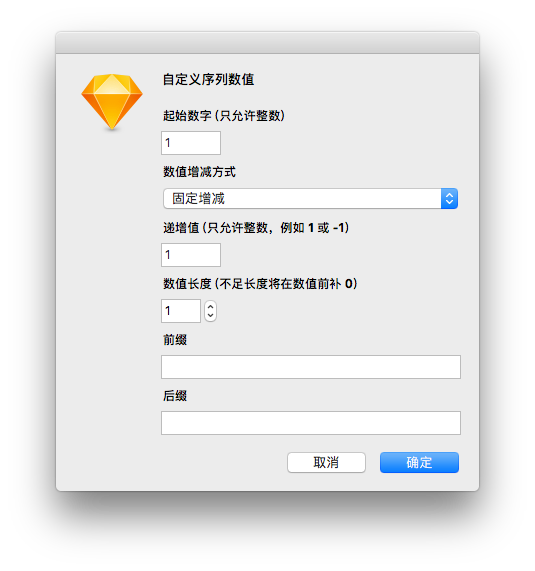 自定义序列数值
起始数字（只允许整数）
1
数值增减方式
固定增减
递增值（只允许整数，例如 1 或 -1）
1
数值长度（不足长度将在数值前补 0）
1
前缀
后缀
取消
确定